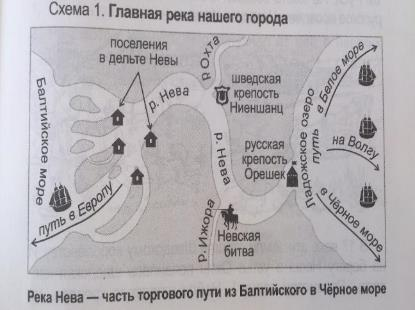 Схема 1. Главная река нашего города
поселения
в дельте Невы
р. Охта
шведская
крепость
Ниеншанц
р. Нева
Балтийское море
путь в Европу
р. Нева
русская
крепость
Орешек
р. Ижора
Невская
битва
Ладожское озеро
путь
в Белое море
на Волгу
в Чёрное море
Река Нева — часть торгового пути из Балтийского в Чёрное море